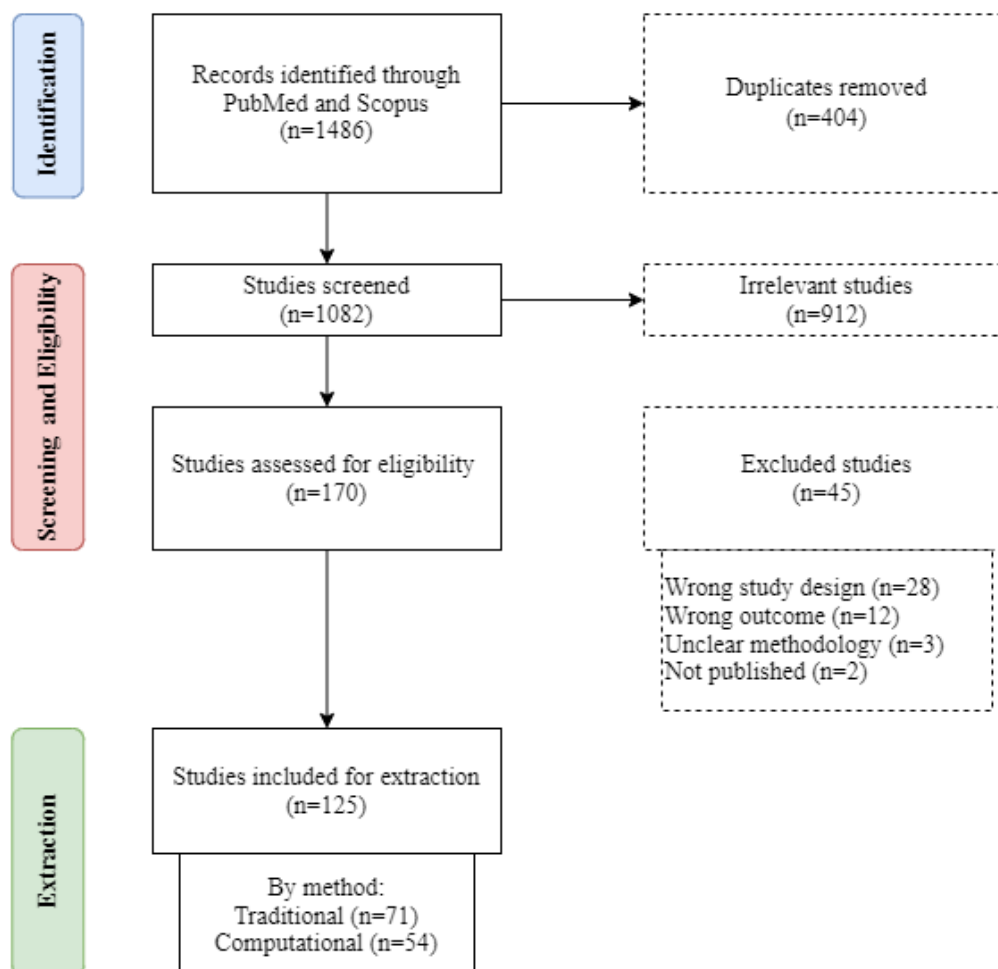 Identification
Records identified through
PubMed and Scopus
(n=1486)
Duplicates removed
(n=404)
Screening and Eligibility
Studies screened
(n=1082)
Irrelevant studies
(n=912)
Studies assessed for eligibility
(n=170)
Excluded studies
(n=45)
Wrong study design (n=28)
Wrong outcome (n=12)
Unclear methodology (n=3)
Not published (n=2)
Extraction
Studies included for extraction
(n=125)
By method:
Traditional (n=71)
Computational (n=54)